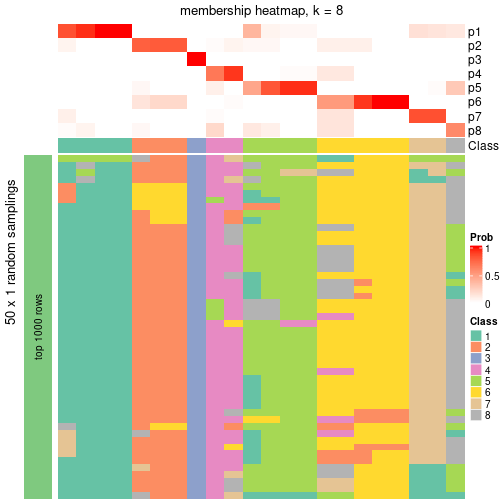 membership heatmap, k = 8
p1
p2
p3
p4
p5
p6
p7
p8
Class
50 x 1 random samplings
top 1000 rows
Prob
1
0.5
0
Class
1
2
3
4
5
6
7
8